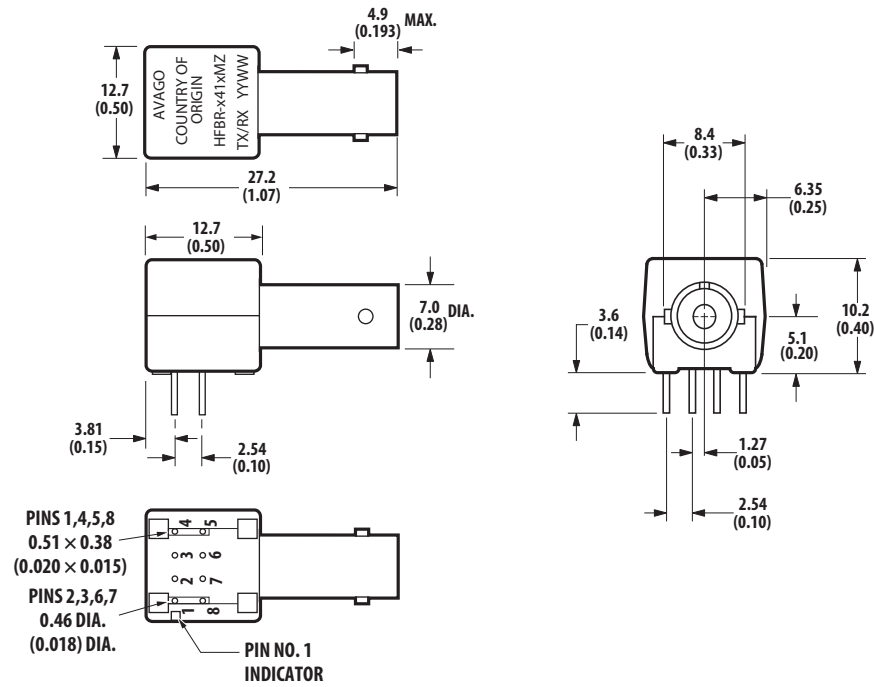 4.9
(0.193)
MAX.
12.7
(0.50)
AVAGO
COUNTRY OF
ORIGIN
HFBR-x41xMZ
TX/RX YYWW
27.2
(1.07)
8.4
(0.33)
6.35
(0.25)
12.7
(0.50)
7.0
(0.28)
DIA.
3.6
(0.14)
10.2
(0.40)
5.1
(0.20)
3.81
(0.15)
2.54
(0.10)
1.27
(0.05)
2.54
(0.10)
PINS 1,4,5,8
0.51 × 0.38
(0.020 × 0.015)
PINS 2,3,6,7
0.46 DIA.
(0.018) DIA.
4 5
3 6
2 7
1 8
PIN NO. 1
INDICATOR